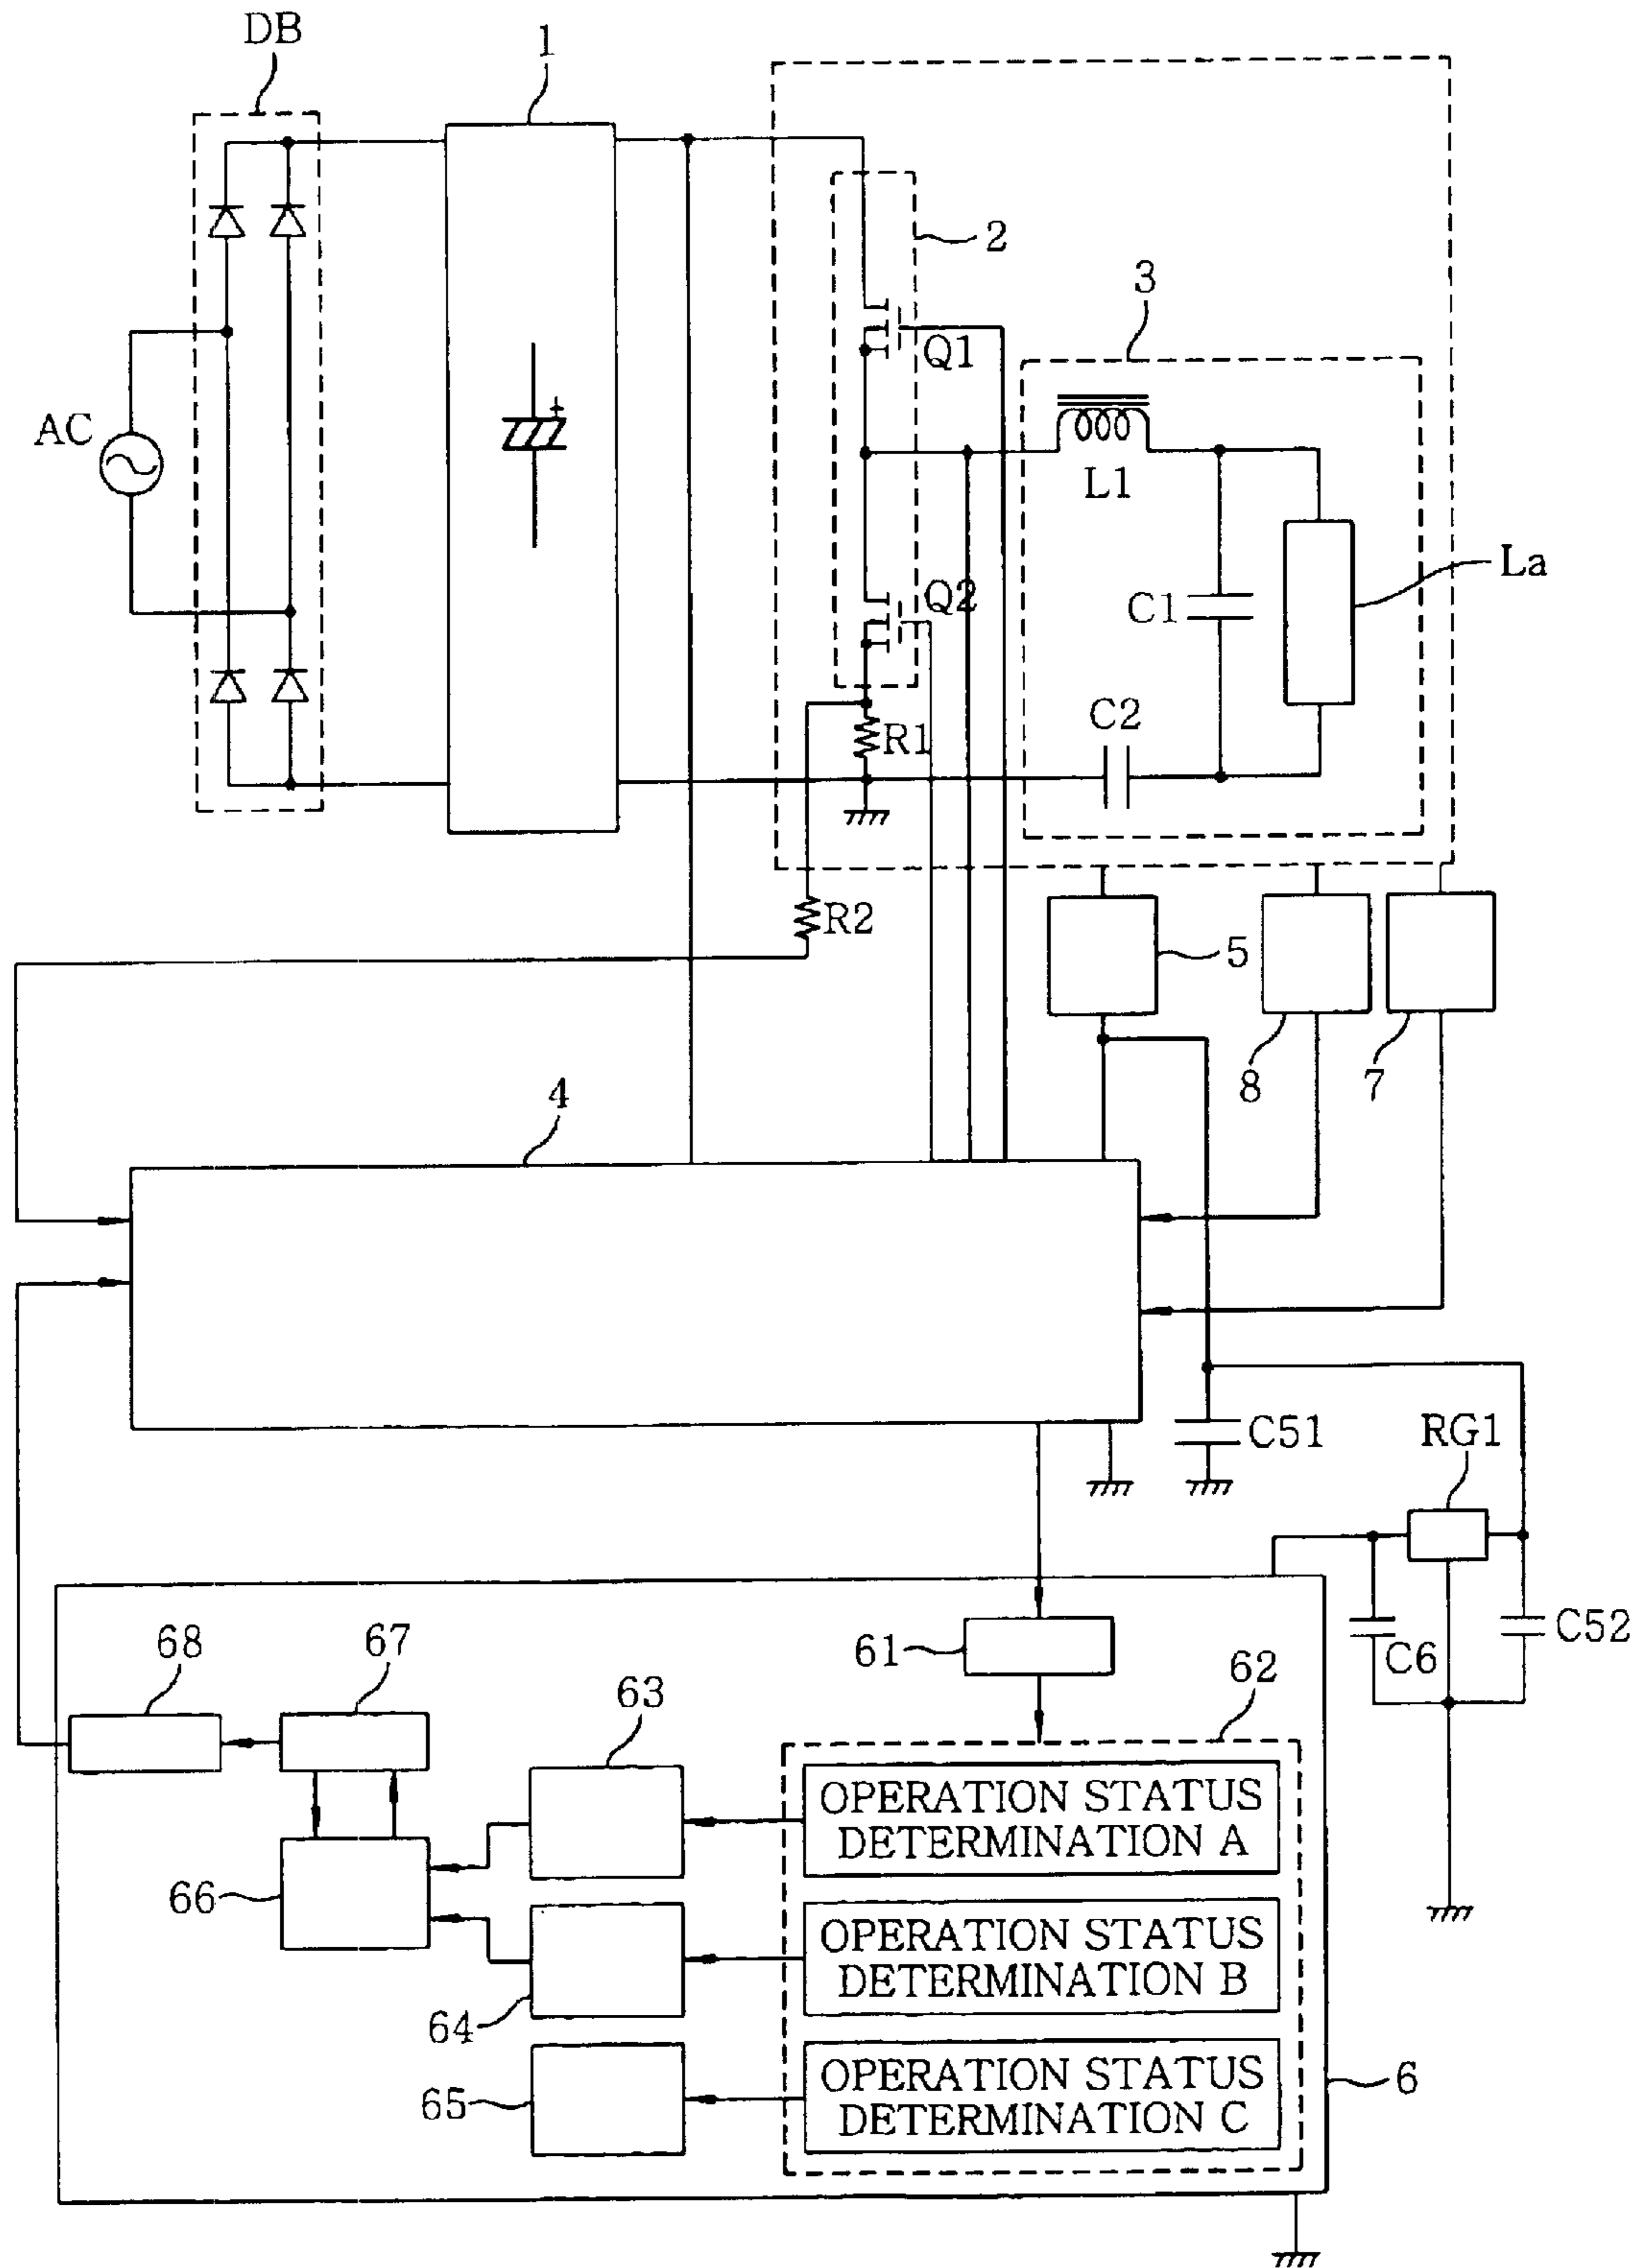 DB
1
2
3
Q1
AC
L1
La
Q2
C1
C2
R1
R2
5
8
7
4
C51
RG1
C52
C6
68
67
61
62
63
OPERATION STATUS
DETERMINATION A
66
OPERATION STATUS
DETERMINATION B
64
OPERATION STATUS
DETERMINATION C
65
6